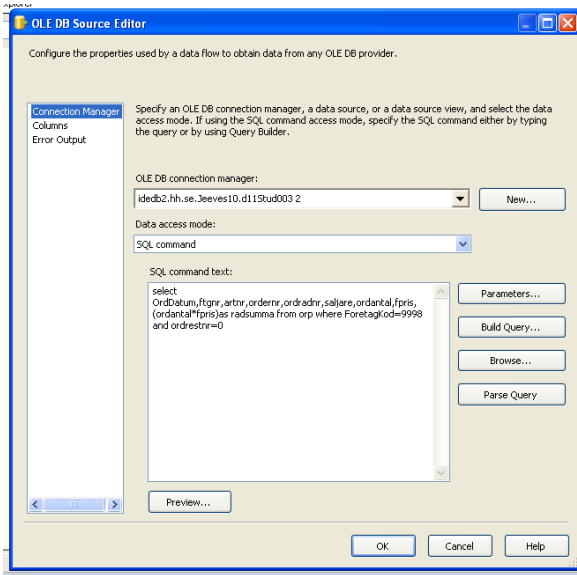 xplorer
OLE DB Source Editor
Configure the properties used by a data flow to obtain data from any OLE DB provider.
Connection Manager
Columns
Error Output
Specify an OLE DB connection manager, a data source, or a data source view, and select the data
access mode. If using the SQL command access mode, specify the SQL command either by typing
the query or by using Query Builder.
OLE DB connection manager:
idedb2.hh.se.Jeeves10.d11Stud003 2
New...
Data access mode:
SQL command
SQL command text:
select
OrdDatum,ftgnr,artnr,ordernr,ordradnr,saljare,ordantal,fpris,
(ordantal*fpris)as radsumma from orp where ForetagKod=9998
and ordrestnr=0
Parameters...
Build Query...
Browse...
Parse Query
Preview...
OK
Cancel
Help